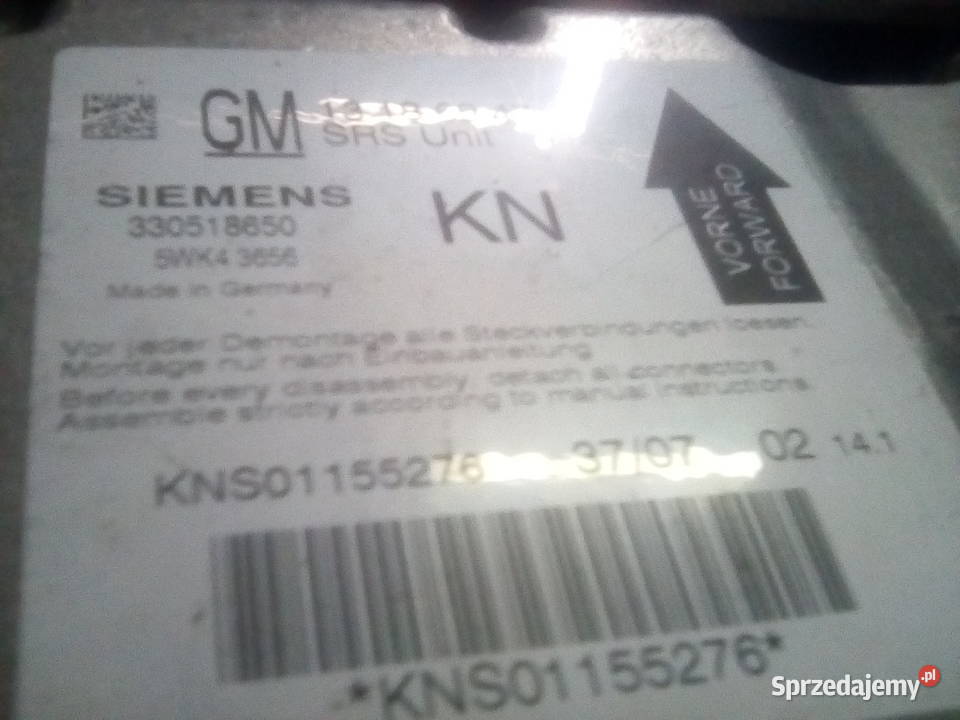 GM
SRS Unit
SIEMENS
KN
330518650
5WK4 3656
Made in Germany
VORNE
FORWARD
Vor jeder Demontage alle Steckverbindungen loesen.
Montage nur nach Einbauanleitung
Before every disassembly, detach all connectors.
Assemble strictly according to manual instructions.
KNS01155276 37/07 02 14.1
*KNS01155276*
Sprzedajemy.pl